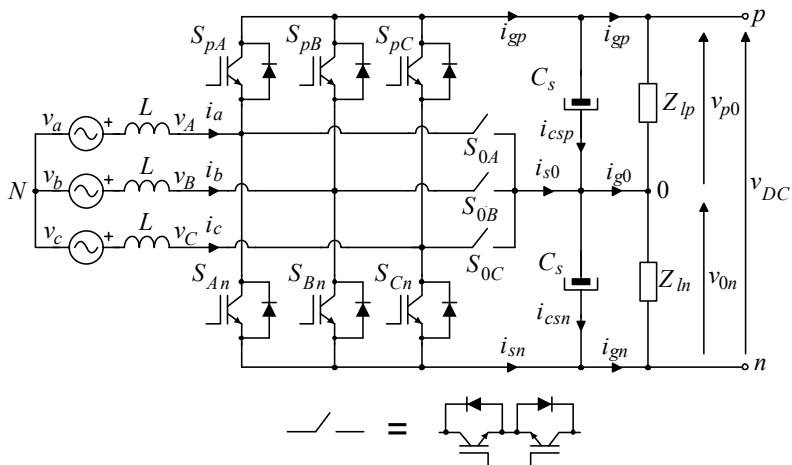 S_pA S_pB S_pC i_gp i_gp p
C_s Z_lp v_p0
v_a + L v_A i_a S_0A i_csp
N v_b + L v_B i_b S_0B i_s0 i_g0 0 v_DC
v_c + L v_C i_c S_0C
S_An S_Bn S_Cn C_s Z_ln v_0n
i_csn
i_sn i_gn n
=